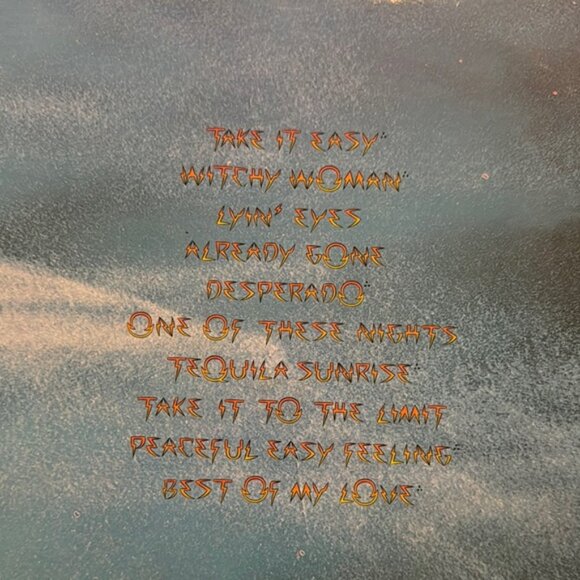 TAKE IT EASY**
WITCHY WOMAN**
LYIN' EYES
ALREADY GONE
DESPERADO**
ONE OF THESE NIGHTS
TEQUILA SUNRISE**
TAKE IT TO THE LIMIT
PEACEFUL EASY FEELING**
BEST OF MY LOVE**